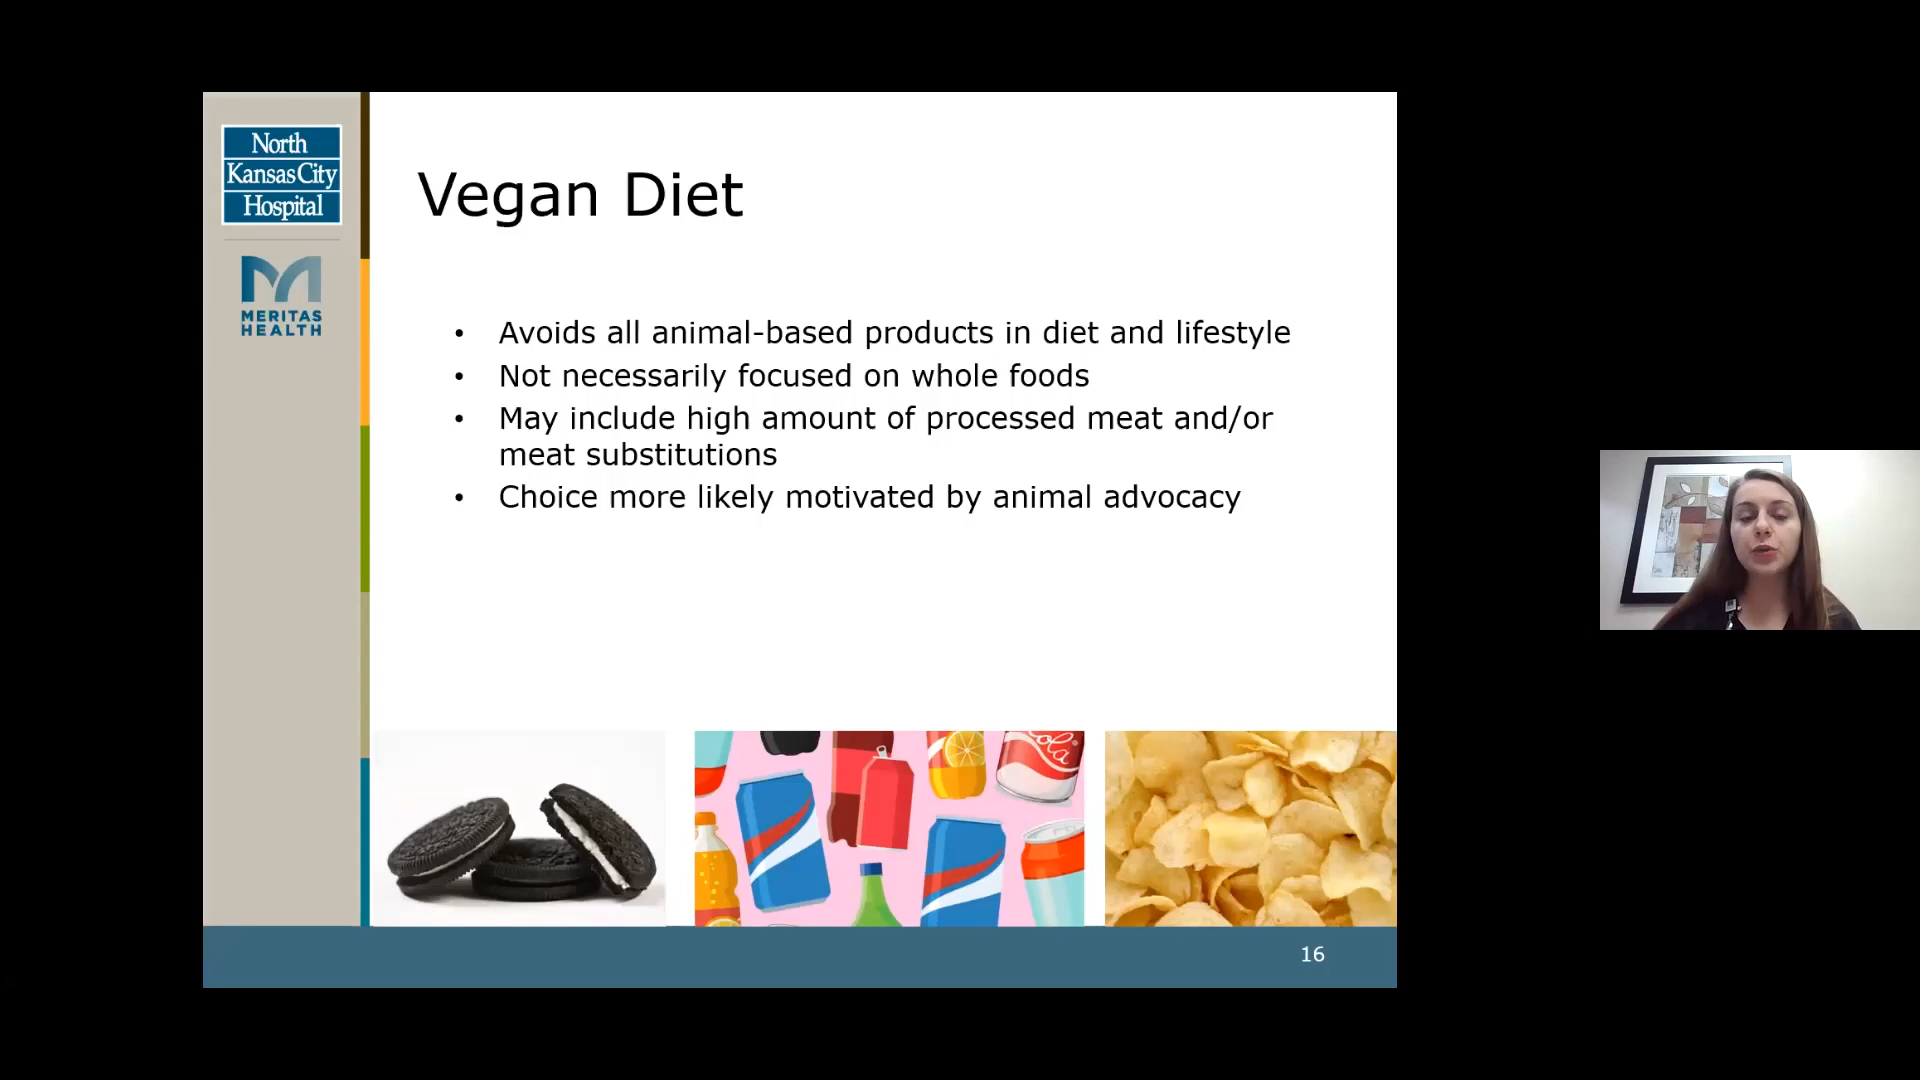 North
Kansas City
Hospital
MERITAS
HEALTH
Vegan Diet
• Avoids all animal-based products in diet and lifestyle
• Not necessarily focused on whole foods
• May include high amount of processed meat and/or
meat substitutions
• Choice more likely motivated by animal advocacy
Cola
16